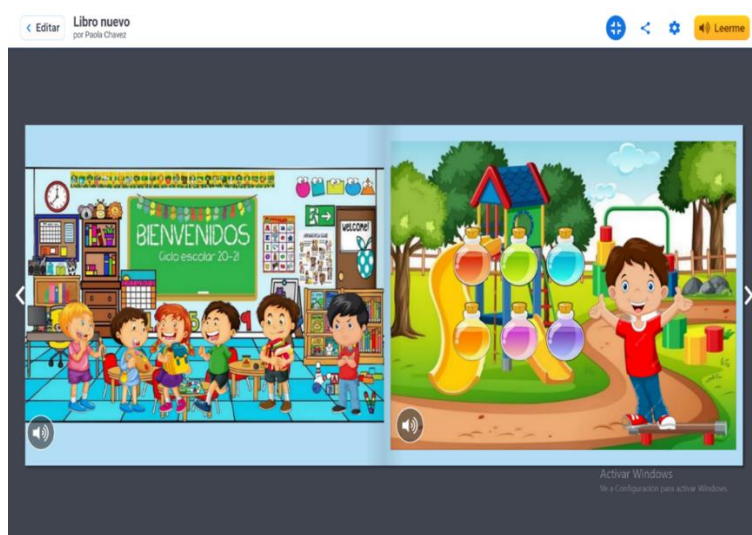 Editar
Libro nuevo
por Paola Chavez
Leerme
BIENVENIDOS
Ciclo escolar 20-21
welcome!
Activar Windows
Ve a Configuración para activar Windows.